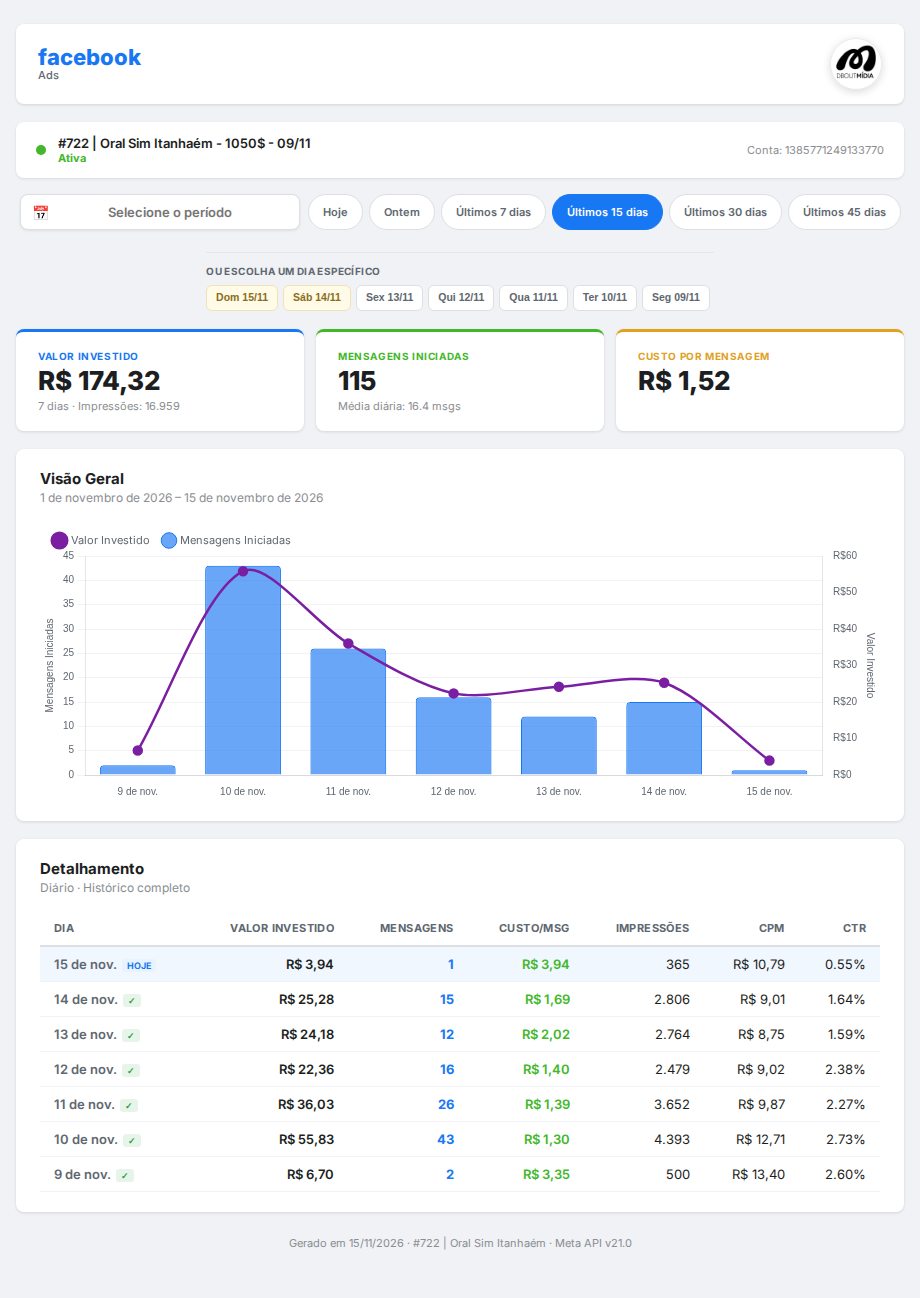 facebook
Ads
DBOUTMÍDIA
#722 | Oral Sim Itanhaém - 1050$ - 09/11
Ativa
Conta: 1385771249133770
Selecione o período
Hoje
Ontem
Últimos 7 dias
Últimos 15 dias
Últimos 30 dias
Últimos 45 dias
OU ESCOLHA UM DIA ESPECÍFICO
Dom 15/11
Sáb 14/11
Sex 13/11
Qui 12/11
Qua 11/11
Ter 10/11
Seg 09/11
VALOR INVESTIDO
R$ 174,32
7 dias · Impressões: 16.959
MENSAGENS INICIADAS
115
Média diária: 16.4 msgs
CUSTO POR MENSAGEM
R$ 1,52
Visão Geral
1 de novembro de 2026 – 15 de novembro de 2026
Valor Investido
Mensagens Iniciadas
Mensagens Iniciadas
45
40
35
30
25
20
15
10
5
0
R$60
R$50
R$40
R$30
R$20
R$10
R$0
Valor Investido
9 de nov.
10 de nov.
11 de nov.
12 de nov.
13 de nov.
14 de nov.
15 de nov.
Detalhamento
Diário · Histórico completo
DIA VALOR INVESTIDO MENSAGENS CUSTO/MSG IMPRESSÕES CPM CTR
15 de nov. HOJE R$ 3,94 1 R$ 3,94 365 R$ 10,79 0.55%
14 de nov. ✓ R$ 25,28 15 R$ 1,69 2.806 R$ 9,01 1.64%
13 de nov. ✓ R$ 24,18 12 R$ 2,02 2.764 R$ 8,75 1.59%
12 de nov. ✓ R$ 22,36 16 R$ 1,40 2.479 R$ 9,02 2.38%
11 de nov. ✓ R$ 36,03 26 R$ 1,39 3.652 R$ 9,87 2.27%
10 de nov. ✓ R$ 55,83 43 R$ 1,30 4.393 R$ 12,71 2.73%
9 de nov. ✓ R$ 6,70 2 R$ 3,35 500 R$ 13,40 2.60%
Gerado em 15/11/2026 · #722 | Oral Sim Itanhaém · Meta API v21.0